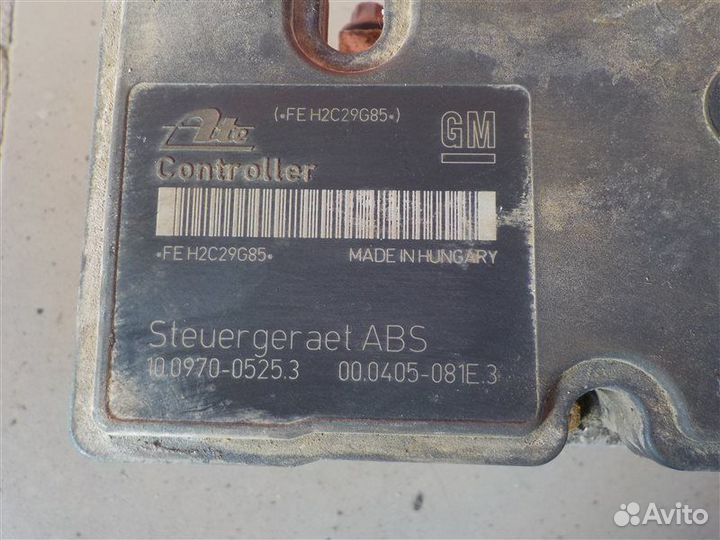 (•FE H2C29G85•)
Ate
GM
Controller
•FE H2C29G85•
MADE IN HUNGARY
Steuergeraet ABS
10.0970-0525.3
00.0405-081E.3
Avito